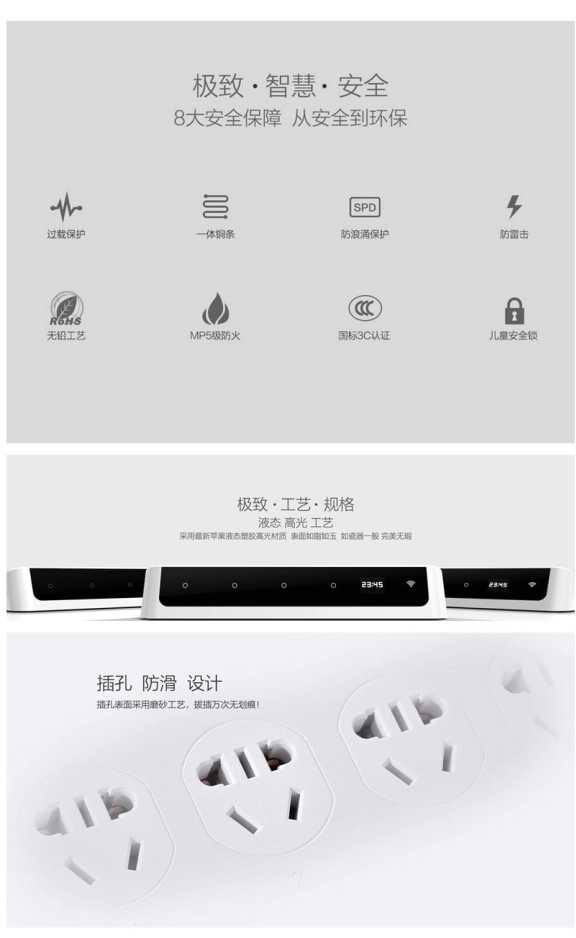 极致·智慧·安全
8大安全保障 从安全到环保
SPD
过载保护 一体铜条 防浪涌保护 防雷击
RoHS
无铅工艺 MP5级防火 国标3C认证 儿童安全锁
极致·工艺·规格
液态 高光 工艺
采用最新苹果液态塑胶高光材质 表面如脂如玉 如瓷器一般 完美无瑕
23:45 23:45
插孔 防滑 设计
插孔表面采用磨砂工艺，拔插万次无划痕！